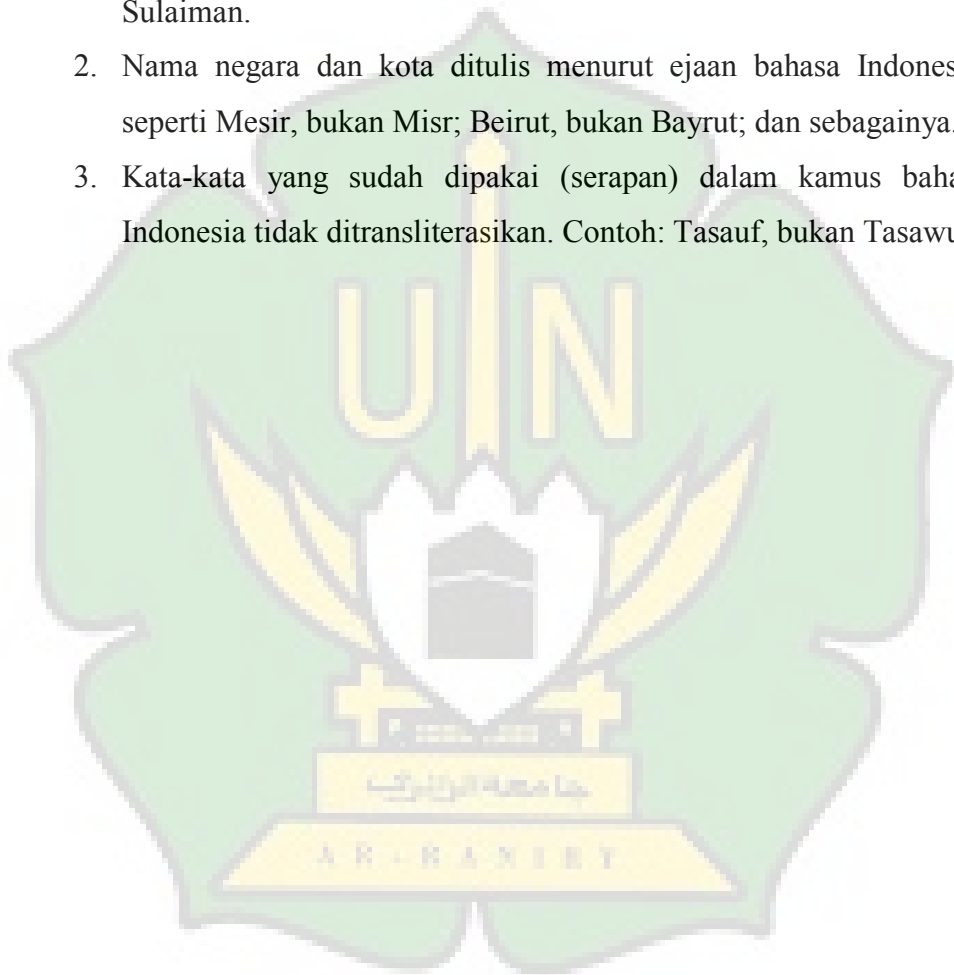 Sulaiman.
2. Nama negara dan kota ditulis menurut ejaan bahasa Indones
seperti Mesir, bukan Misr; Beirut, bukan Bayrut; dan sebagainya.
3. Kata-kata yang sudah dipakai (serapan) dalam kamus baha
Indonesia tidak ditransliterasikan. Contoh: Tasauf, bukan Tasawu
UIN
جامعة الرانيري
AR-RANIRY